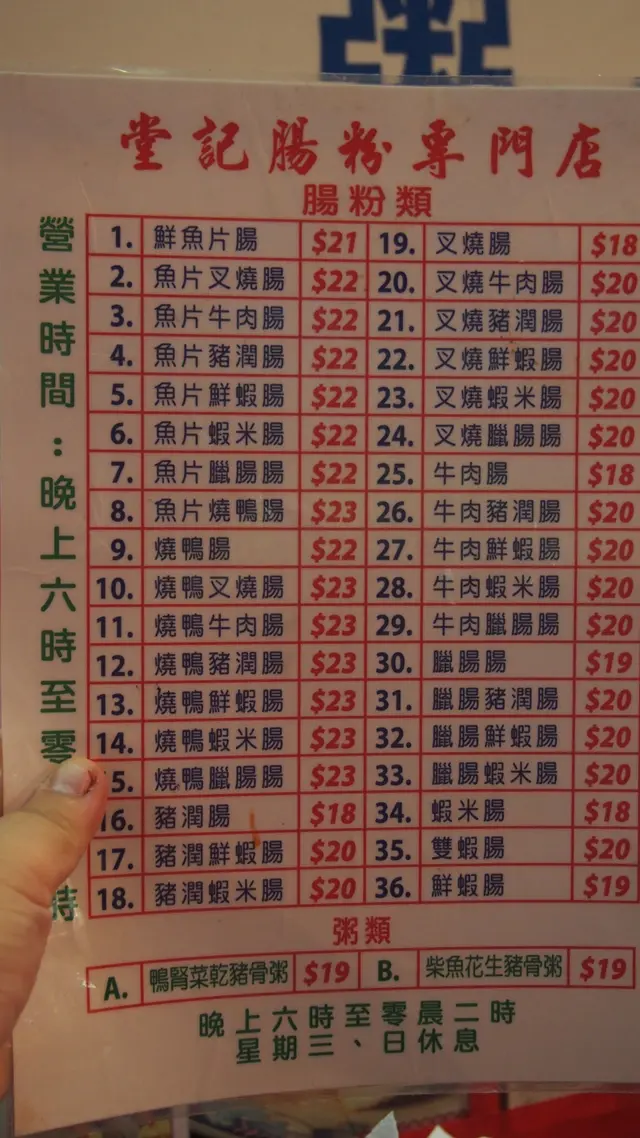 粥
堂記腸粉專門店
腸粉類
營業時間：晚上六時至零
時
1. 鮮魚片腸 $21 19. 叉燒腸 $18
2. 魚片叉燒腸 $22 20. 叉燒牛肉腸 $20
3. 魚片牛肉腸 $22 21. 叉燒豬潤腸 $20
4. 魚片豬潤腸 $22 22. 叉燒鮮蝦腸 $20
5. 魚片鮮蝦腸 $22 23. 叉燒蝦米腸 $20
6. 魚片蝦米腸 $22 24. 叉燒臘腸腸 $20
7. 魚片臘腸腸 $22 25. 牛肉腸 $18
8. 魚片燒鴨腸 $23 26. 牛肉豬潤腸 $20
9. 燒鴨腸 $22 27. 牛肉鮮蝦腸 $20
10. 燒鴨叉燒腸 $23 28. 牛肉蝦米腸 $20
11. 燒鴨牛肉腸 $23 29. 牛肉臘腸腸 $20
12. 燒鴨豬潤腸 $23 30. 臘腸腸 $19
13. 燒鴨鮮蝦腸 $23 31. 臘腸豬潤腸 $20
14. 燒鴨蝦米腸 $23 32. 臘腸鮮蝦腸 $20
5. 燒鴨臘腸腸 $23 33. 臘腸蝦米腸 $20
16. 豬潤腸 $18 34. 蝦米腸 $18
17. 豬潤鮮蝦腸 $20 35. 雙蝦腸 $20
18. 豬潤蝦米腸 $20 36. 鮮蝦腸 $19
粥類
A. 鴨腎菜乾豬骨粥 $19 B. 柴魚花生豬骨粥 $19
晚上六時至零晨二時
星期三、日休息